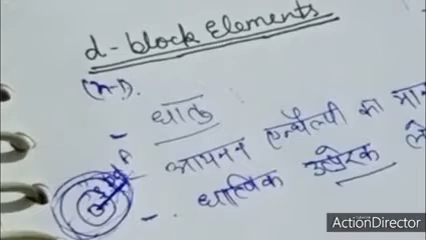 d-block Elements
(n-1)
- धातु
आयनन एन्थैल्पी का मान
- धात्विक उत्प्रेरक
ActionDirector